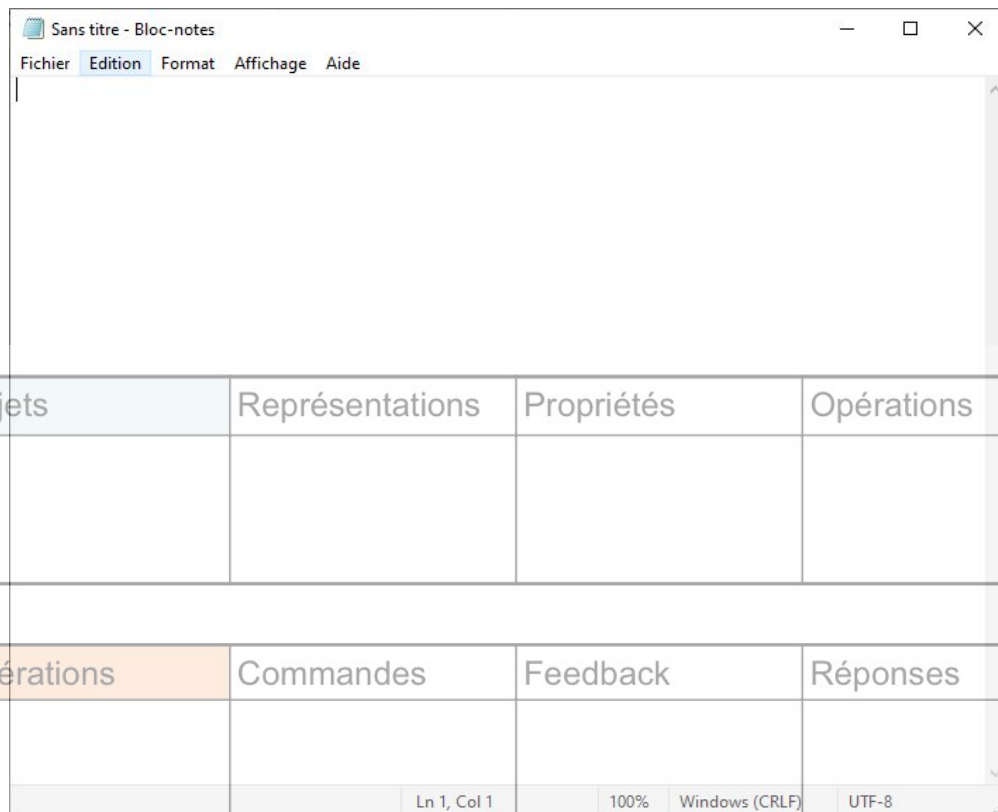 Sans titre - Bloc-notes
Fichier Edition Format Affichage Aide
jets Représentations Propriétés Opérations
érations Commandes Feedback Réponses
Ln 1, Col 1 100% Windows (CRLF) UTF-8